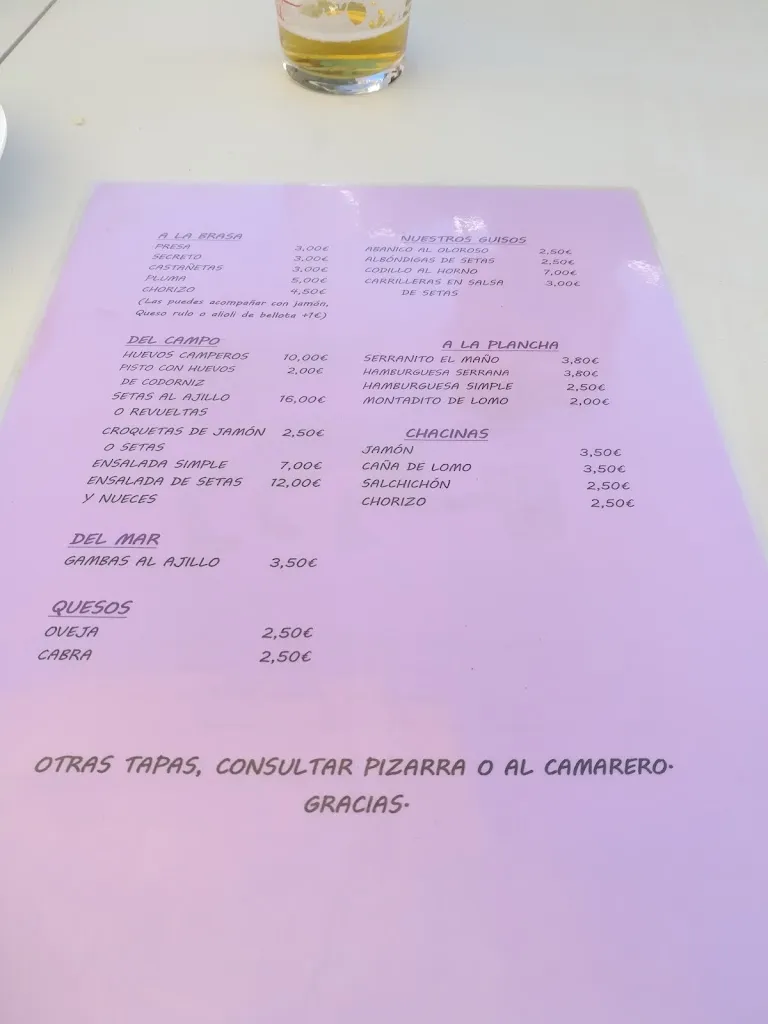 A LA BRASA
PRESA 3,00€
SECRETO 3,00€
CASTAÑETAS 3,00€
PLUMA 5,00€
CHORIZO 4,50€
(Las puedes acompañar con jamón,
Queso rulo o alioli de bellota +1€)
DEL CAMPO
HUEVOS CAMPEROS 10,00€
PISTO CON HUEVOS 2,00€
DE CODORNIZ
SETAS AL AJILLO 16,00€
O REVUELTAS
CROQUETAS DE JAMÓN 2,50€
O SETAS
ENSALADA SIMPLE 7,00€
ENSALADA DE SETAS 12,00€
Y NUECES
DEL MAR
GAMBAS AL AJILLO 3,50€
QUESOS
OVEJA 2,50€
CABRA 2,50€
NUESTROS GUISOS
ABANICO AL OLOROSO 2,50€
ALBÓNDIGAS DE SETAS 2,50€
CODILLO AL HORNO 7,00€
CARRILLERAS EN SALSA 3,00€
DE SETAS
A LA PLANCHA
SERRANITO EL MAÑO 3,80€
HAMBURGUESA SERRANA 3,80€
HAMBURGUESA SIMPLE 2,50€
MONTADITO DE LOMO 2,00€
CHACINAS
JAMÓN 3,50€
CAÑA DE LOMO 3,50€
SALCHICHÓN 2,50€
CHORIZO 2,50€
OTRAS TAPAS, CONSULTAR PIZARRA O AL CAMARERO.
GRACIAS.